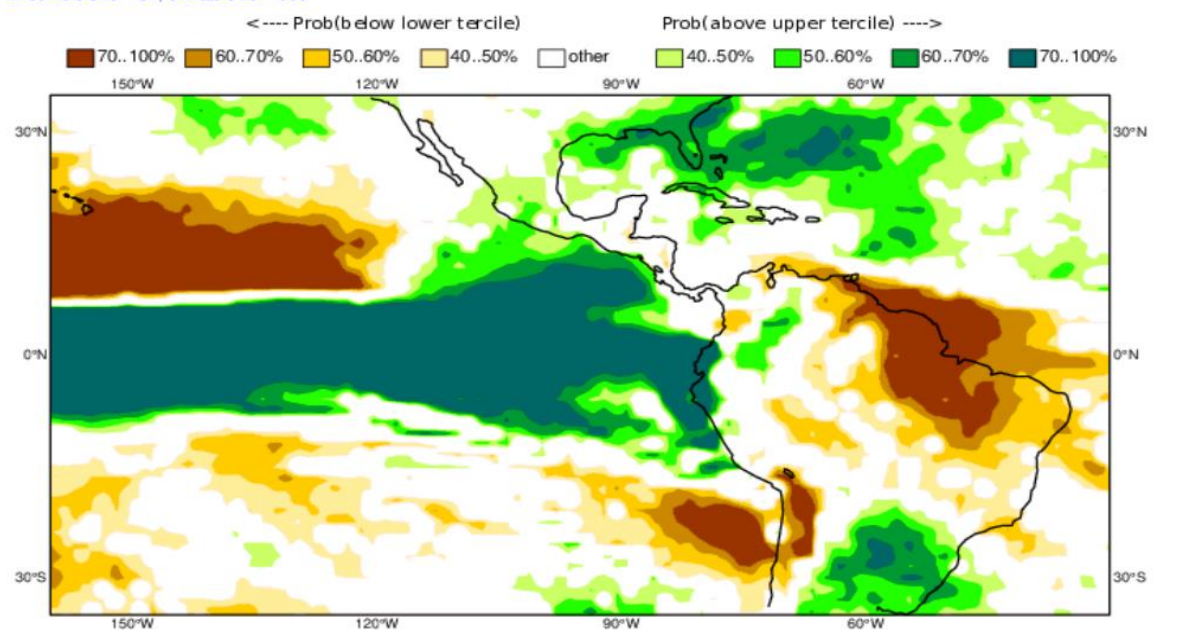 <---- Prob(below lower tercile) Prob(above upper tercile) ---->
70..100% 60..70% 50..60% 40..50% other 40..50% 50..60% 60..70% 70..100%
150°W 120°W 90°W 60°W
30°N 30°N
0°N 0°N
30°S 30°S
150°W 120°W 90°W 60°W